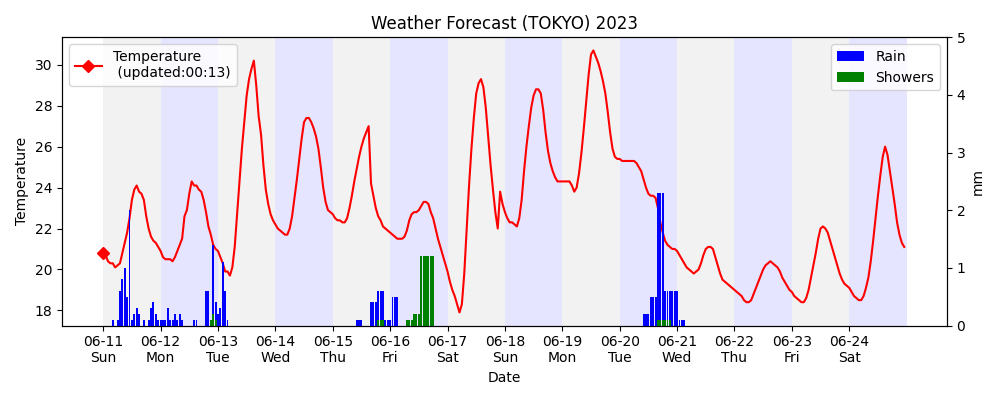 Weather Forecast (TOKYO) 2023
Temperature
(updated:00:13)
Rain
Showers
30
28
26
24
22
20
18
Temperature
5
4
3
2
1
0
mm
06-11 06-12 06-13 06-14 06-15 06-16 06-17 06-18 06-19 06-20 06-21 06-22 06-23 06-24
Sun Mon Tue Wed Thu Fri Sat Sun Mon Tue Wed Thu Fri Sat
Date